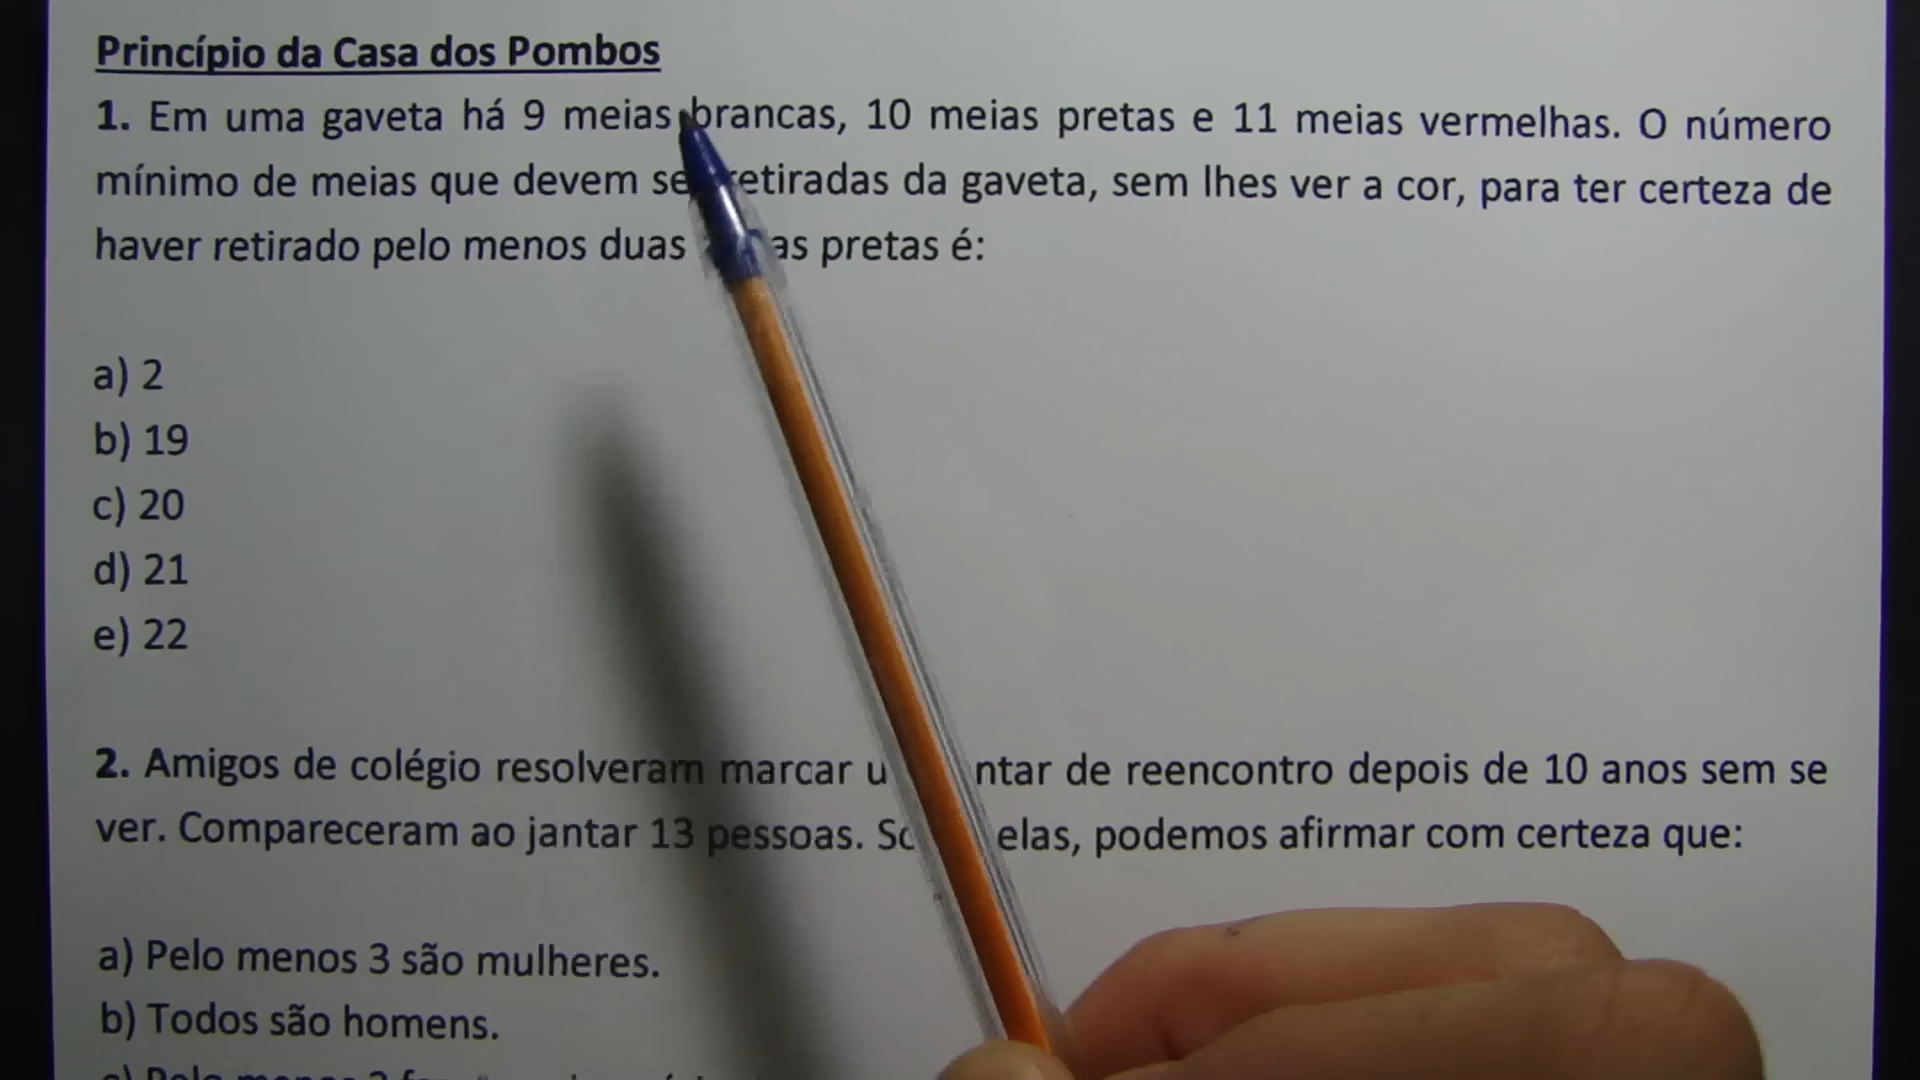 Princípio da Casa dos Pombos
1. Em uma gaveta há 9 meias brancas, 10 meias pretas e 11 meias vermelhas. O número
mínimo de meias que devem se retiradas da gaveta, sem lhes ver a cor, para ter certeza de
haver retirado pelo menos duas as pretas é:
a) 2
b) 19
c) 20
d) 21
e) 22
2. Amigos de colégio resolveram marcar u ntar de reencontro depois de 10 anos sem se
ver. Compareceram ao jantar 13 pessoas. So elas, podemos afirmar com certeza que:
a) Pelo menos 3 são mulheres.
b) Todos são homens.
c) Pelo menos 2